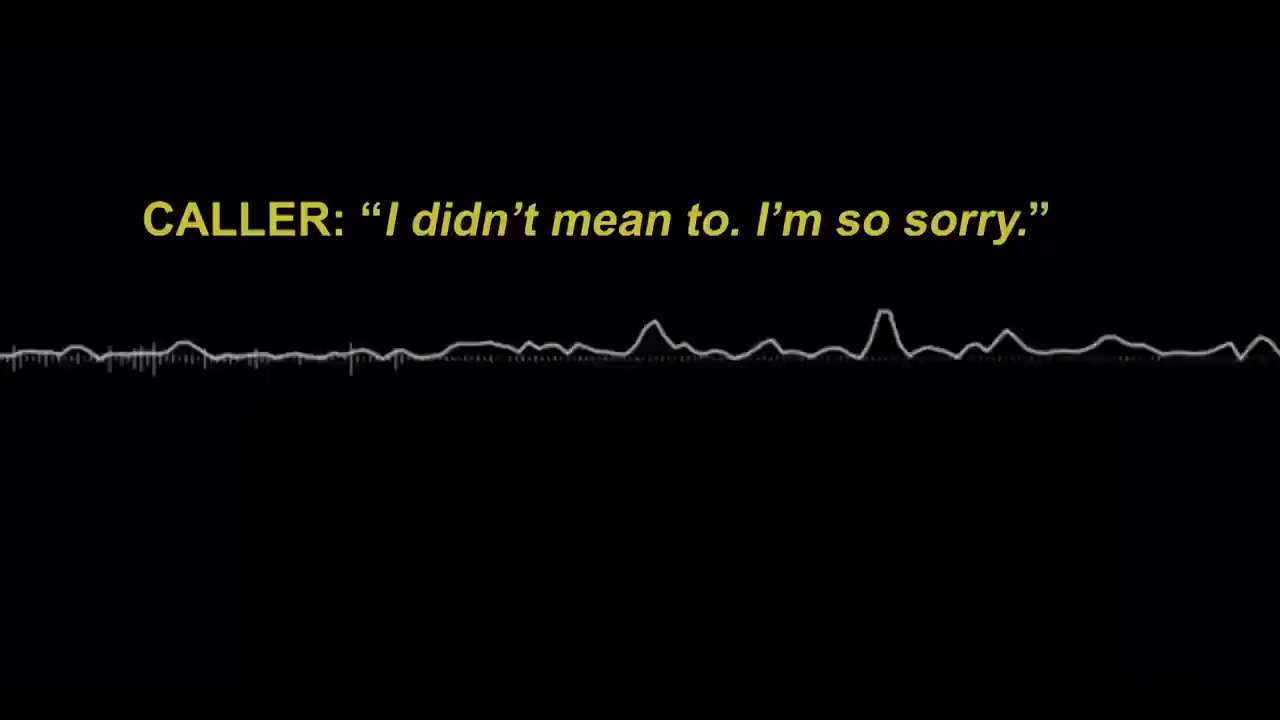 CALLER: “I didn’t mean to. I’m so sorry.”